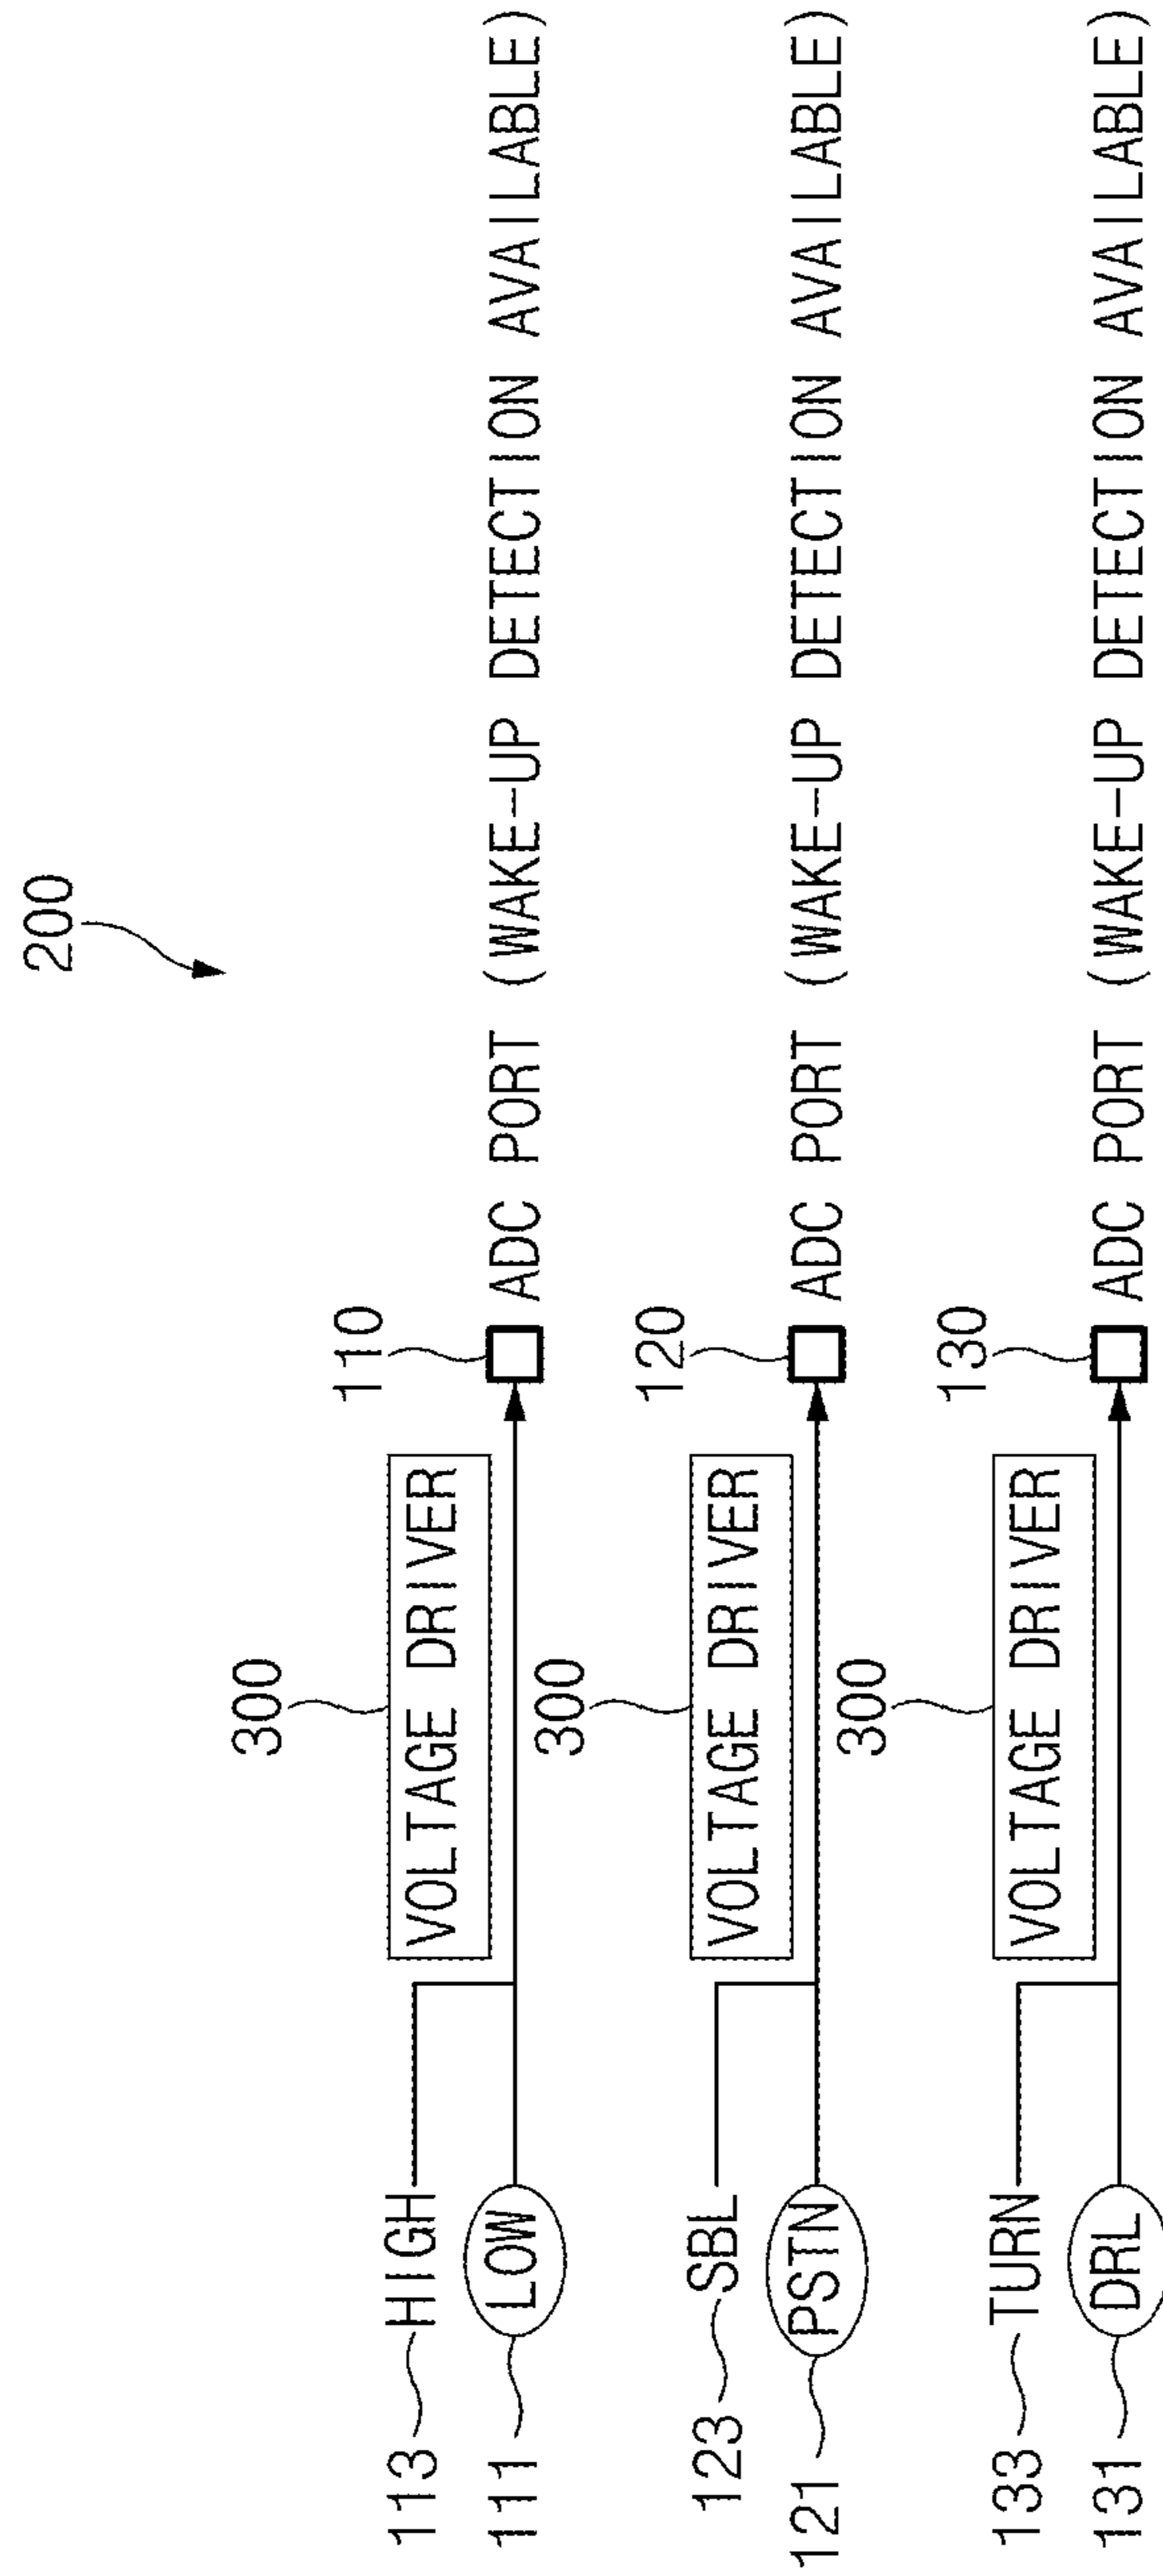 200
300
110
113 HIGH
VOLTAGE DRIVER
111 LOW
ADC PORT (WAKE-UP DETECTION AVAILABLE)
300
120
123 SBL
VOLTAGE DRIVER
121 PSTN
ADC PORT (WAKE-UP DETECTION AVAILABLE)
300
130
133 TURN
VOLTAGE DRIVER
131 DRL
ADC PORT (WAKE-UP DETECTION AVAILABLE)